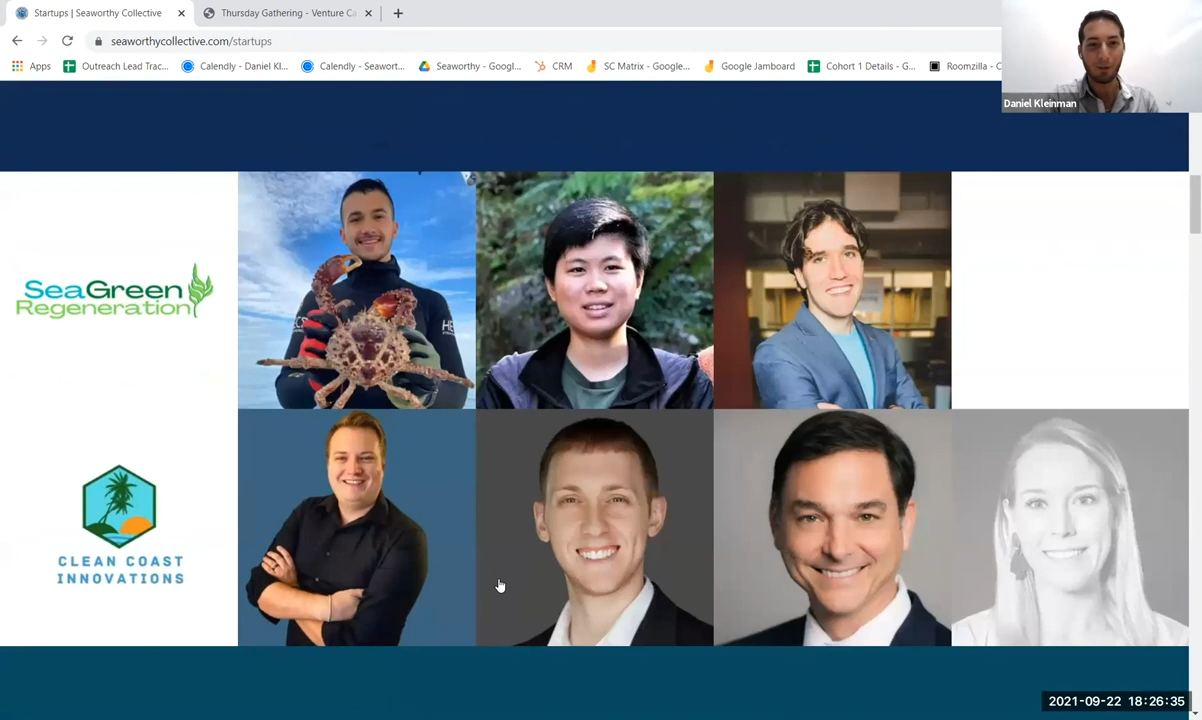 Startups | Seaworthy Collective
Thursday Gathering - Venture Ca
seaworthycollective.com/startups
Apps
Outreach Lead Trac...
Calendly - Daniel Kl...
Calendly - Seawort...
Seaworthy - Googl...
CRM
SC Matrix - Google...
Google Jamboard
Cohort 1 Details - G...
Roomzilla - C
Daniel Kleinman
SeaGreen
Regeneration
CLEAN COAST
INNOVATIONS
2021-09-22 18:26:35